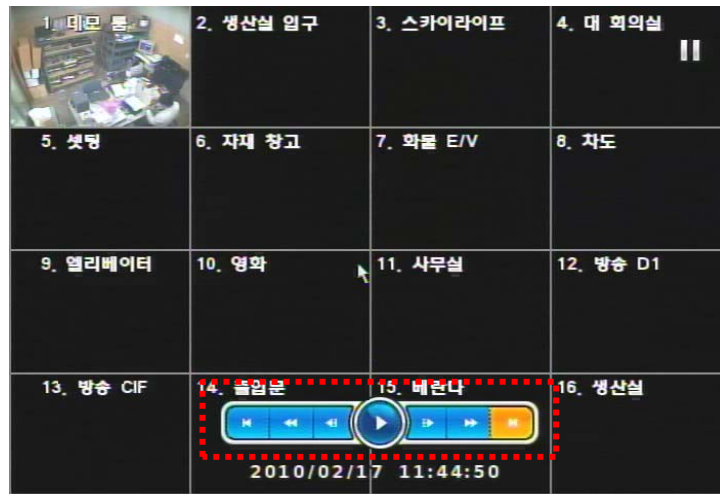 1. 데모 룸
2. 생산실 입구
3. 스카이라이프
4. 대 회의실
5. 셋팅
6. 자재 창고
7. 화물 E/V
8. 차도
9. 엘리베이터
10. 영화
11. 사무실
12. 방송 D1
13. 방송 CIF
14. 출입문
15. 베란다
16. 생산실
2010/02/17 11:44:50